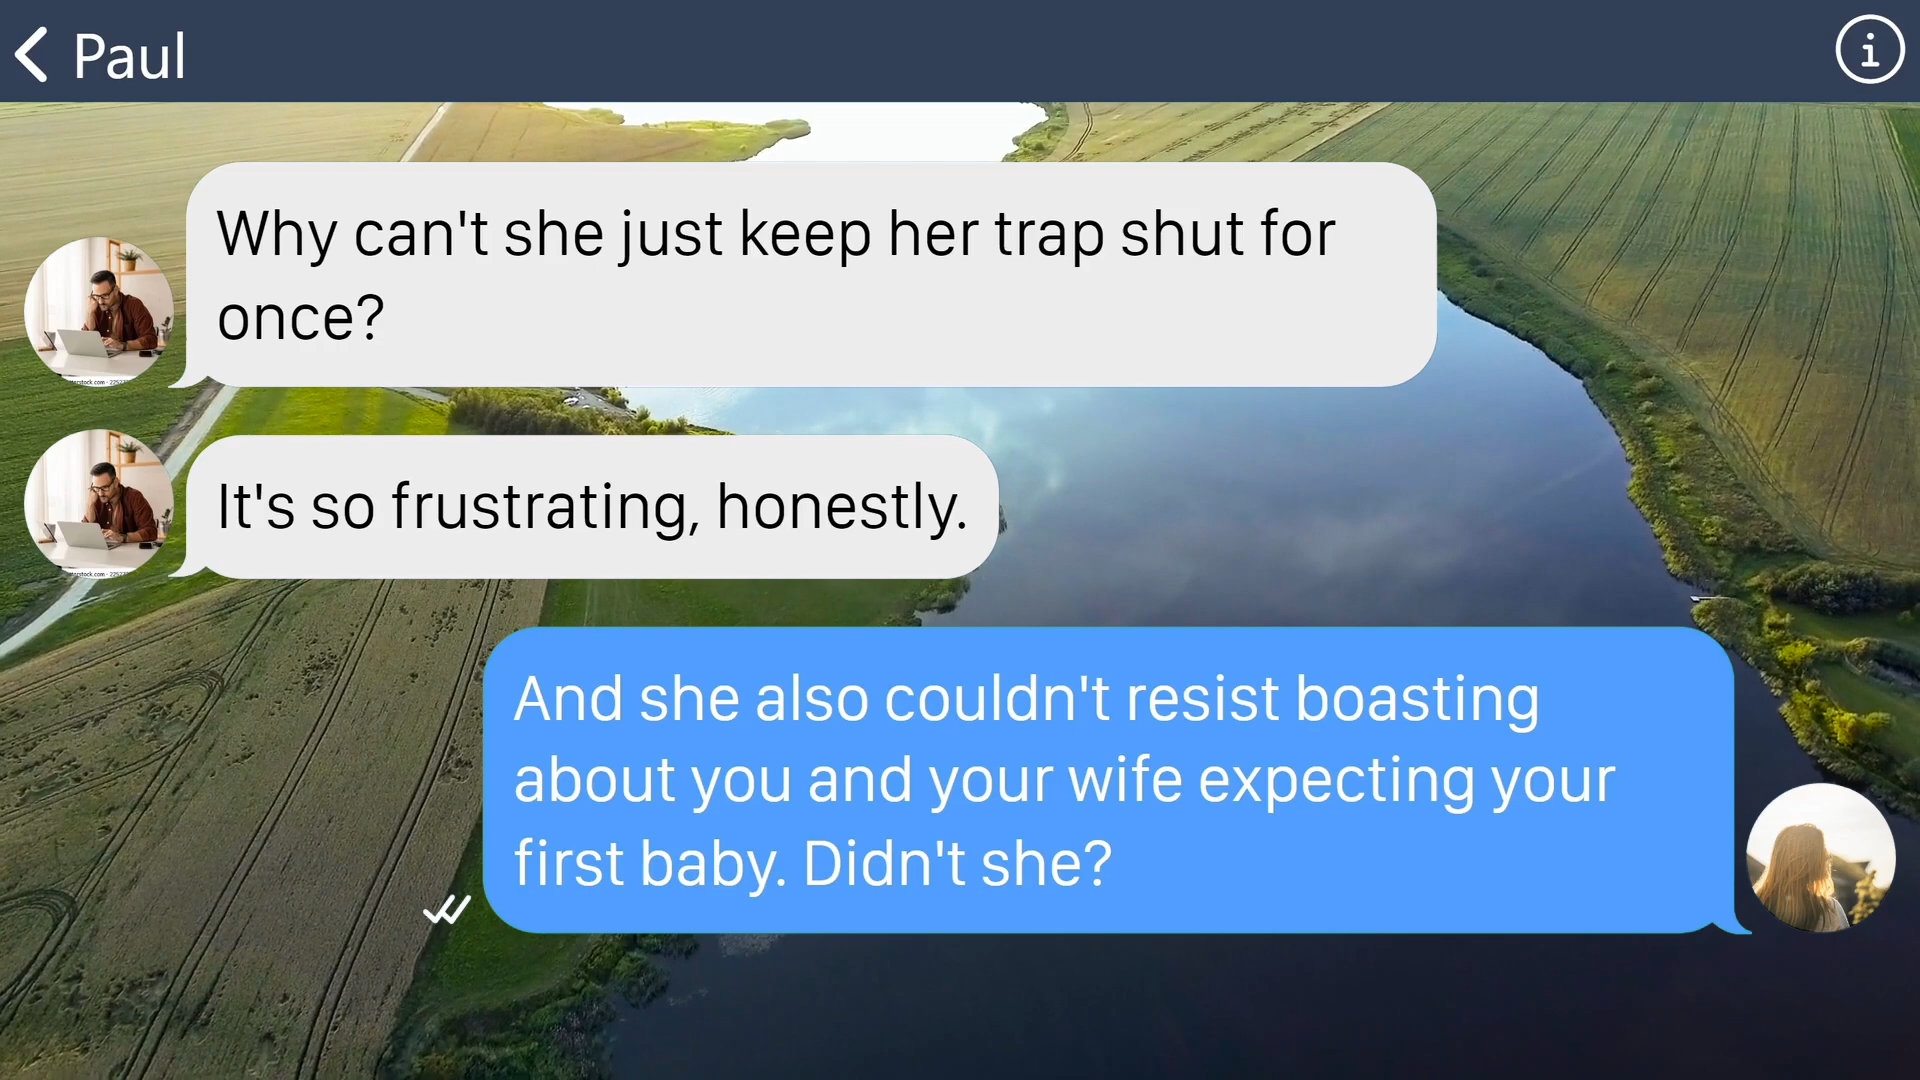 Paul
Why can't she just keep her trap shut for
once?
It's so frustrating, honestly.
And she also couldn't resist boasting
about you and your wife expecting your
first baby. Didn't she?